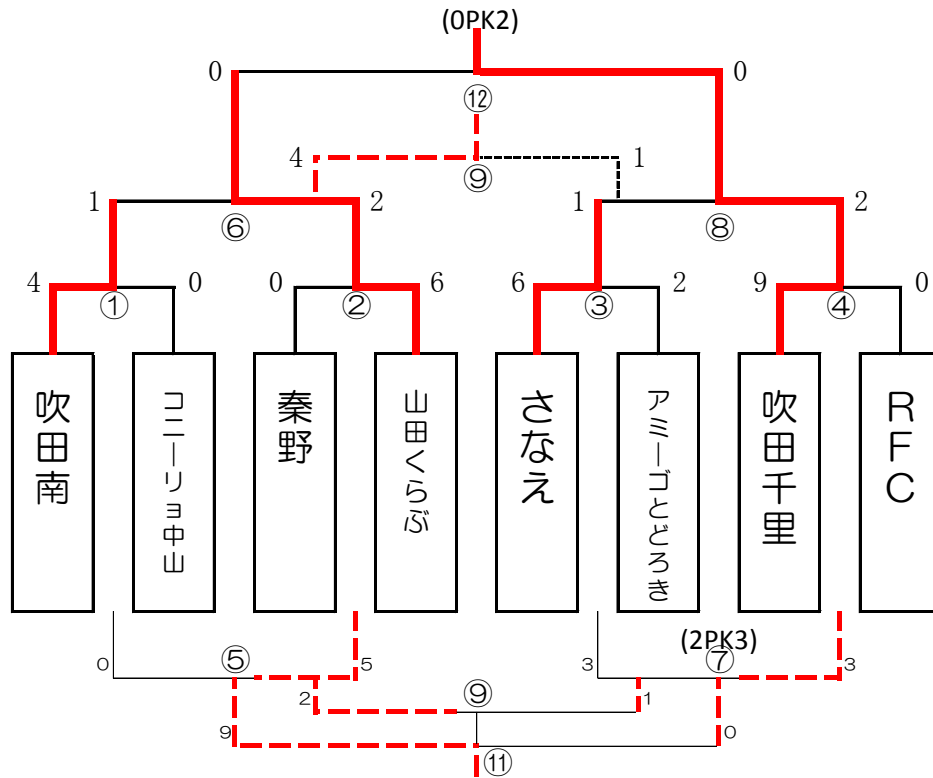 (0PK2)
0 0
⑫
4 1
⑨
1 2 1 2
⑥ ⑧
4 0 0 6 6 2 9 0
① ② ③ ④
吹田南
コニーリョ中山
秦野
山田くらぶ
さなえ
アミーゴとどろき
吹田千里
RFC
(2PK3)
0 ⑤ 5 3 ⑦ 3
2 ⑨ 1
9 0
⑪